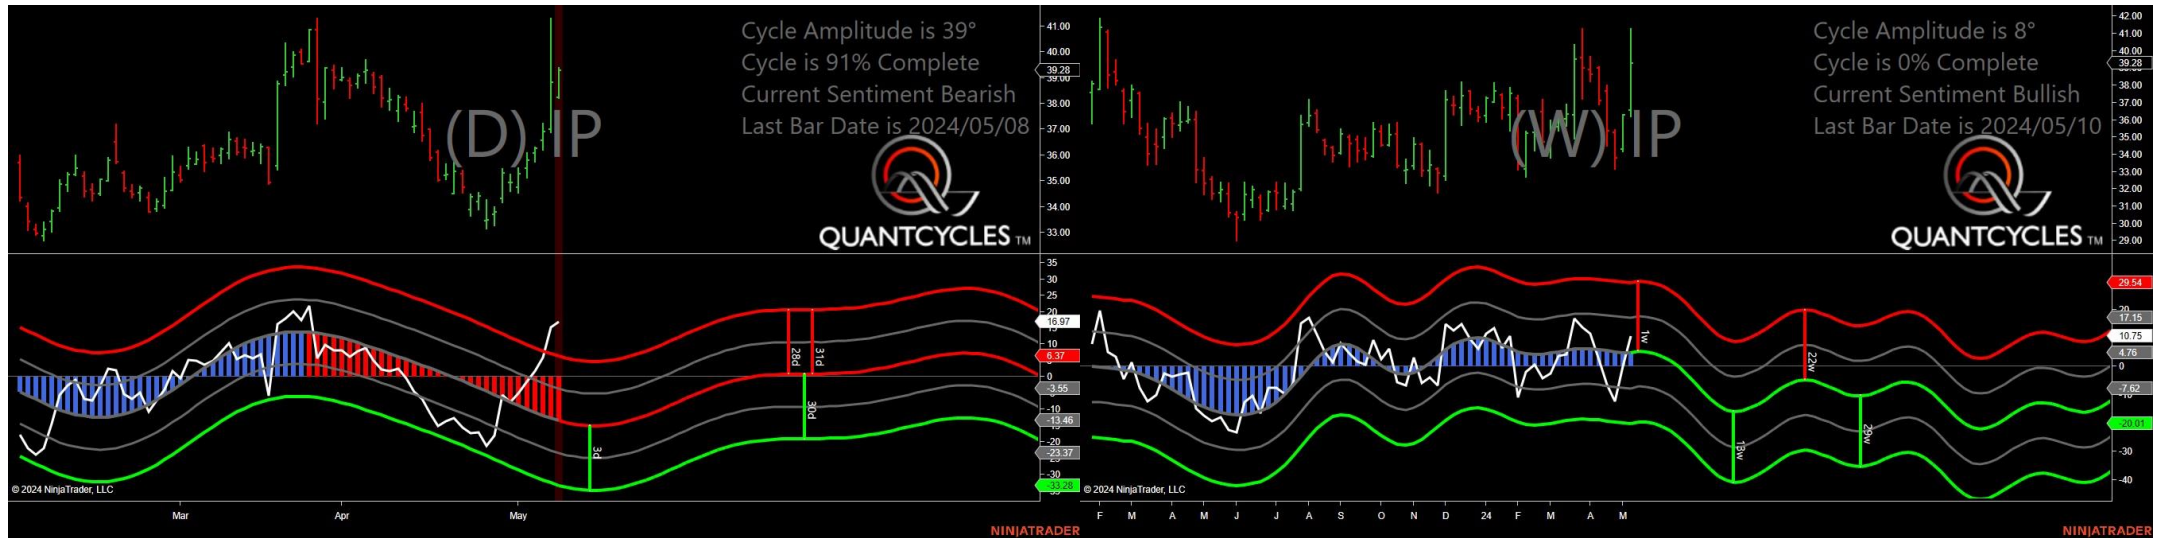 Cycle Amplitude is 39°
Cycle is 91% Complete
Current Sentiment Bearish
Last Bar Date is 2024/05/08
(D) IP
QUANTCYCLES TM
41.00
40.00
39.28
39.00
38.00
37.00
36.00
35.00
34.00
33.00
35
30
25
20
16.97
10
6.37
0
-3.55
-10
-13.46
-15
-20
-23.37
-30
-33.28
28d
31d
30d
3d
© 2024 NinjaTrader, LLC
Mar
Apr
May
NINJATRADER
Cycle Amplitude is 8°
Cycle is 0% Complete
Current Sentiment Bullish
Last Bar Date is 2024/05/10
(W) IP
QUANTCYCLES TM
42.00
41.00
40.00
39.28
38.00
37.00
36.00
35.00
34.00
33.00
32.00
31.00
30.00
29.00
29.54
17.15
10.75
4.76
0
-7.62
-20.01
-30
-40
1w
22w
18w
29w
© 2024 NinjaTrader, LLC
F M A M J J A S O N D 24 F M A M
NINJATRADER